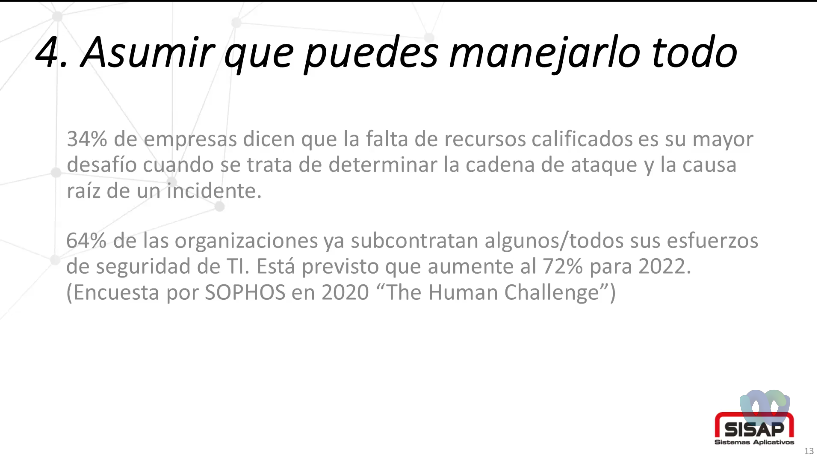 4. Asumir que puedes manejarlo todo
34% de empresas dicen que la falta de recursos calificados es su mayor
desafío cuando se trata de determinar la cadena de ataque y la causa
raíz de un incidente.
64% de las organizaciones ya subcontratan algunos/todos sus esfuerzos
de seguridad de TI. Está previsto que aumente al 72% para 2022.
(Encuesta por SOPHOS en 2020 “The Human Challenge”)
SISAP
Sistemas Aplicativos
13